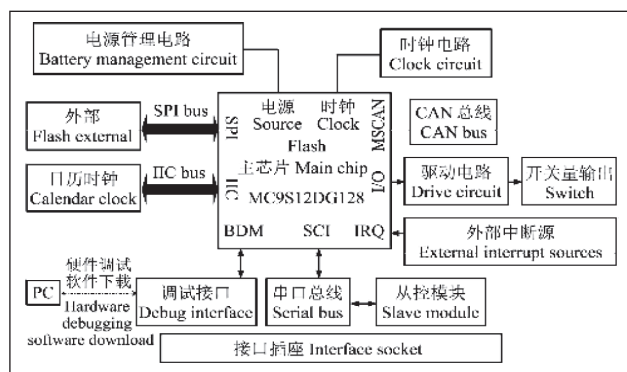 电源管理电路
Battery management circuit
时钟电路
Clock circuit
外部
Flash external
SPI bus
SPI
电源
Source
时钟
Clock
MSCAN
Flash
CAN 总线
CAN bus
日历时钟
Calendar clock
IIC bus
IIC
主芯片 Main chip
MC9S12DG128
I/O
驱动电路
Drive circuit
开关量输出
Switch
BDM
SCI
IRQ
外部中断源
External interrupt sources
PC
硬件调试
软件下载
Hardware
debugging
software download
调试接口
Debug interface
串口总线
Serial bus
从控模块
Slave module
接口插座 Interface socket